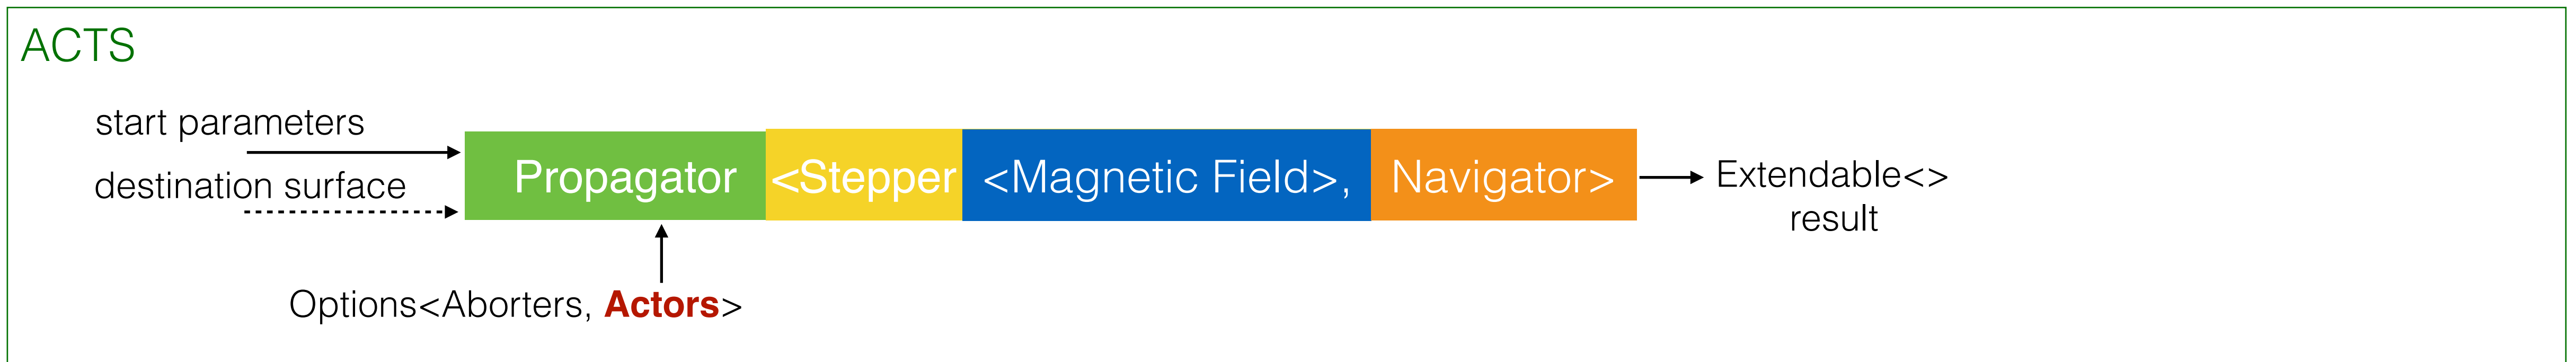 ACTS
start parameters
destination surface
Propagator <Stepper <Magnetic Field>, Navigator>
Extendable<>
result
Options<Aborters, Actors>